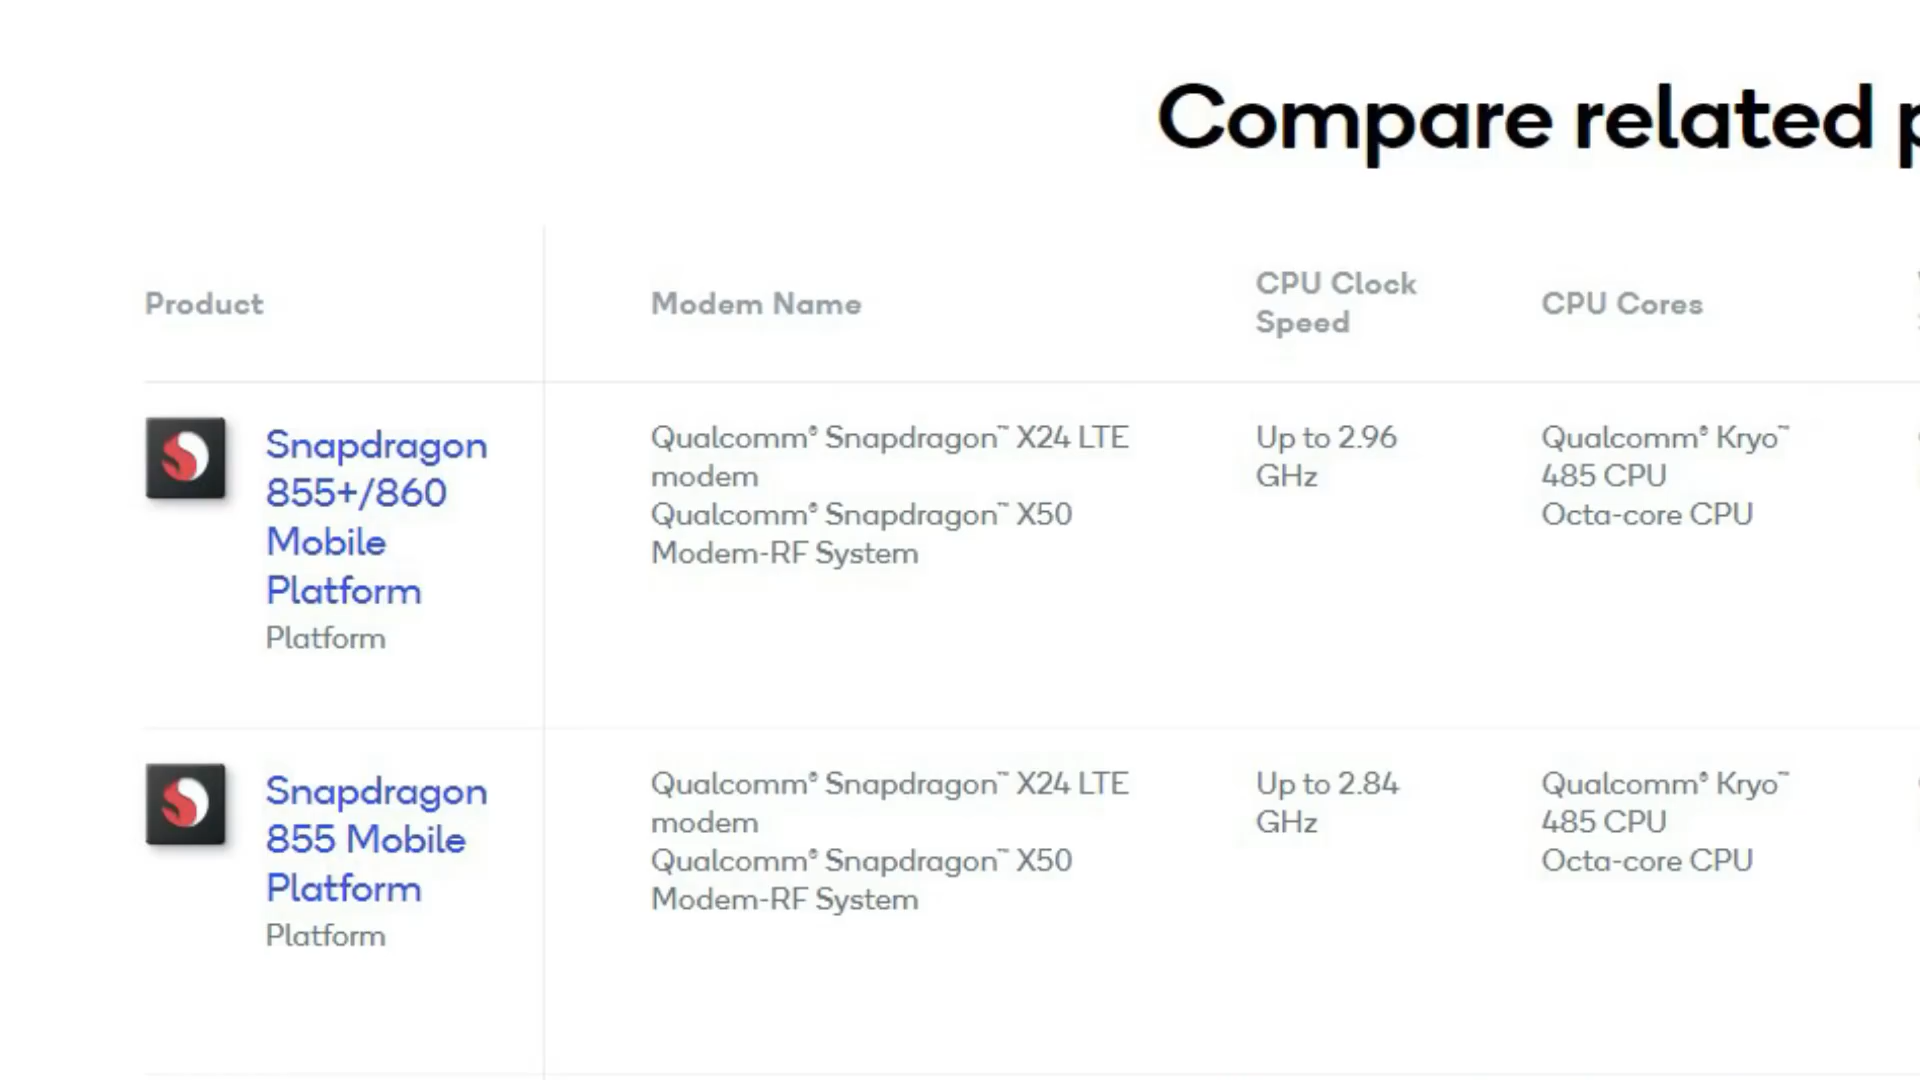 Compare related
Product
Modem Name
CPU Clock
Speed
CPU Cores
Snapdragon
855+/860
Mobile
Platform
Platform
Qualcomm® Snapdragon™ X24 LTE
modem
Qualcomm® Snapdragon™ X50
Modem-RF System
Up to 2.96
GHz
Qualcomm® Kryo™
485 CPU
Octa-core CPU
Snapdragon
855 Mobile
Platform
Platform
Qualcomm® Snapdragon™ X24 LTE
modem
Qualcomm® Snapdragon™ X50
Modem-RF System
Up to 2.84
GHz
Qualcomm® Kryo™
485 CPU
Octa-core CPU